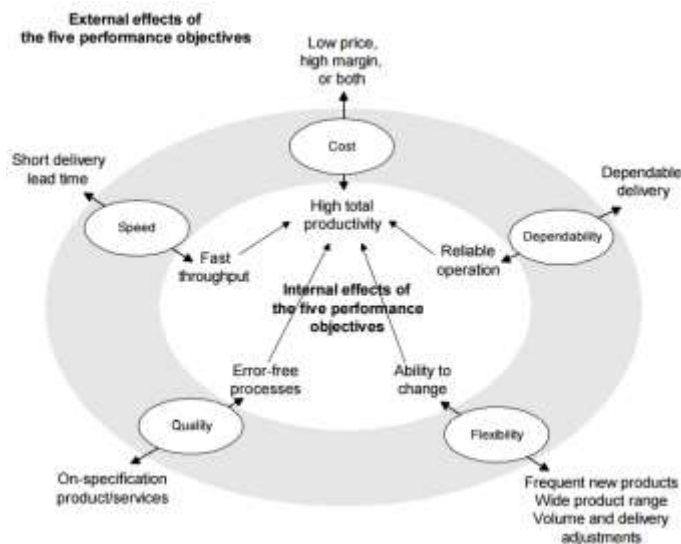 External effects of
the five performance objectives
Low price,
high margin,
or both
Cost
Short delivery
lead time
Dependable
delivery
Speed
High total
productivity
Dependability
Fast
throughput
Reliable
operation
Internal effects of
the five performance
objectives
Error-free
processes
Ability to
change
Quality
Flexibility
On-specification
product/services
Frequent new products
Wide product range
Volume and delivery
adjustments